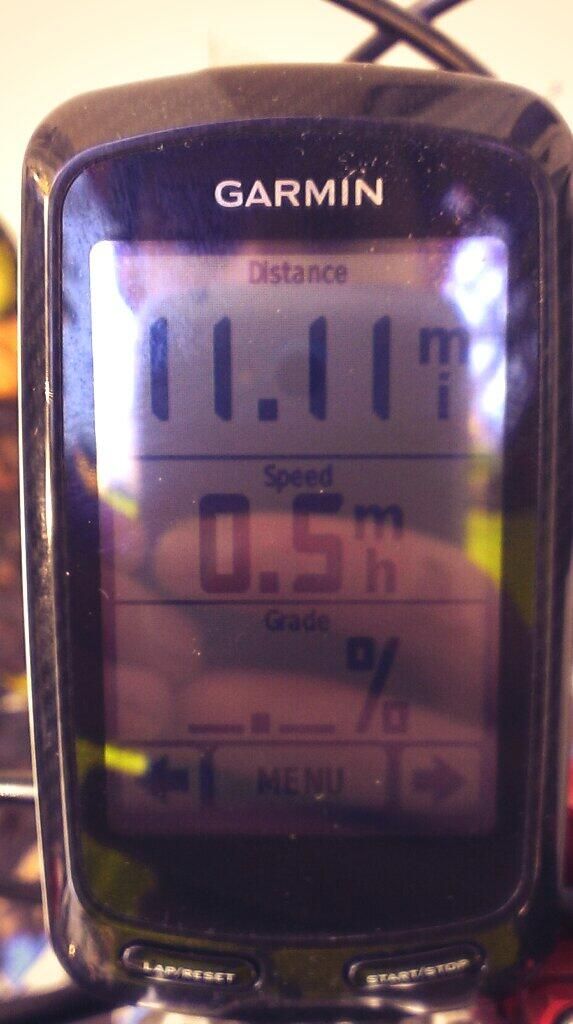 GARMIN
Distance
11.11 mi
Speed
0.5 mh
Grade
_._ %
MENU
LAP/RESET START/STOP